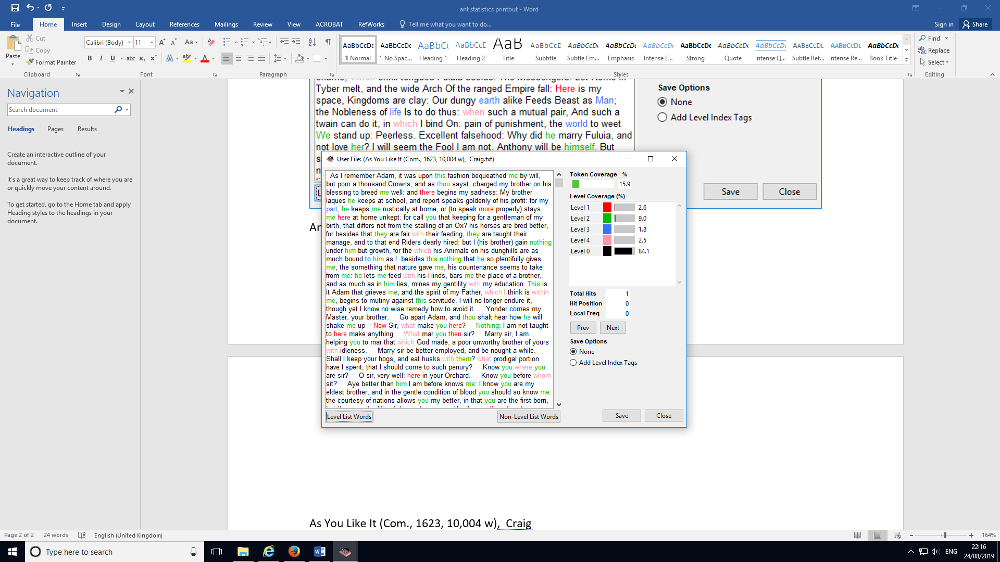 ant statistics printout - Word
File Home Insert Design Layout References Mailings Review View ACROBAT RefWorks Tell me what you want to do... Sign in Share
Paste Cut Copy Format Painter
Calibri (Body) 11
¶ Normal ¶ No Spac... Heading 1 Heading 2 Title Subtitle Subtle Em... Emphasis Intense E... Strong Quote Intense Q... Subtle Ref... Intense Re... Book Title
Find
Replace
Select
Clipboard Font Paragraph Styles Editing
Navigation
Search document
Headings Pages Results
Create an interactive outline of your
document.
It's a great way to keep track of where you are
or quickly move your content around.
To get started, go to the Home tab and apply
Heading styles to the headings in your
document.
Tyber melt, and the wide Arch Of the ranged Empire fall: Here is my
space, Kingdoms are clay: Our dungy earth alike Feeds Beast as Man;
the Nobleness of life Is to do thus: when such a mutual pair, And such a
twain can do it, in which I bind On: pain of punishment, the world to weet
We stand up: Peerless. Excellent falsehood: Why did he marry Fuluia, and
not love her? I will seem the Fool I am not. Anthony will be himself. But
Save Options
None
Add Level Index Tags
Save Close
User File: (As You Like It (Com., 1623, 10,004 w),  Craig.txt)
As I remember Adam, it was upon this fashion bequeathed me by will,
but poor a thousand Crowns, and as thou sayst, charged my brother on his
blessing to breed me well: and there begins my sadness: My brother
laques he keeps at school, and report speaks goldenly of his profit: for my
part, he keeps me rustically at home, or (to speak more properly) stays
me here at home unkept: for call you that keeping for a gentleman of my
birth, that differs not from the stalling of an Ox? his horses are bred better,
for besides that they are fair with their feeding, they are taught their
manage, and to that end Riders dearly hired: but I (his brother) gain nothing
under him but growth, for the which his Animals on his dunghills are as
much bound to him as I: besides this nothing that he so plentifully gives
me, the something that nature gave me, his countenance seems to take
from me: he lets me feed with his Hinds, bars me the place of a brother,
and as much as in him lies, mines my gentility with my education. This is
it Adam that grieves me, and the spirit of my Father, which I think is within
me, begins to mutiny against this servitude. I will no longer endure it,
though yet I know no wise remedy how to avoid it. Yonder comes my
Master, your brother. Go apart Adam, and thou shalt hear how he will
shake me up Now Sir, what make you here? Nothing: I am not taught
to here make anything What mar you then sir? Marry sir, I am
helping you to mar that which God made, a poor unworthy brother of yours
with idleness. Marry sir be better employed, and be nought a while.
Shall I keep your hogs, and eat husks with them? what prodigal portion
have I spent, that I should come to such penury? Know you where you
are sir? O sir, very well: here in your Orchard. Know you before whom
sit? Aye better than him I am before knows me: I know you are my
eldest brother, and in the gentle condition of blood you should so know me:
the courtesy of nations allows you my better, in that you are the first born,
Level List Words Non-Level List Words
Token Coverage %
15.9
Level Coverage (%)
Level 1 2.6
Level 2 9.0
Level 3 1.8
Level 4 2.5
Level 0 84.1
Total Hits 1
Hit Position 0
Local Freq 0
Prev Next
Save Options
None
Add Level Index Tags
Save Close
As You Like It (Com., 1623, 10,004 w),  Craig
Page 2 of 2 24 words English (United Kingdom) 164%
Type here to search
ENG 22:16
24/08/2019